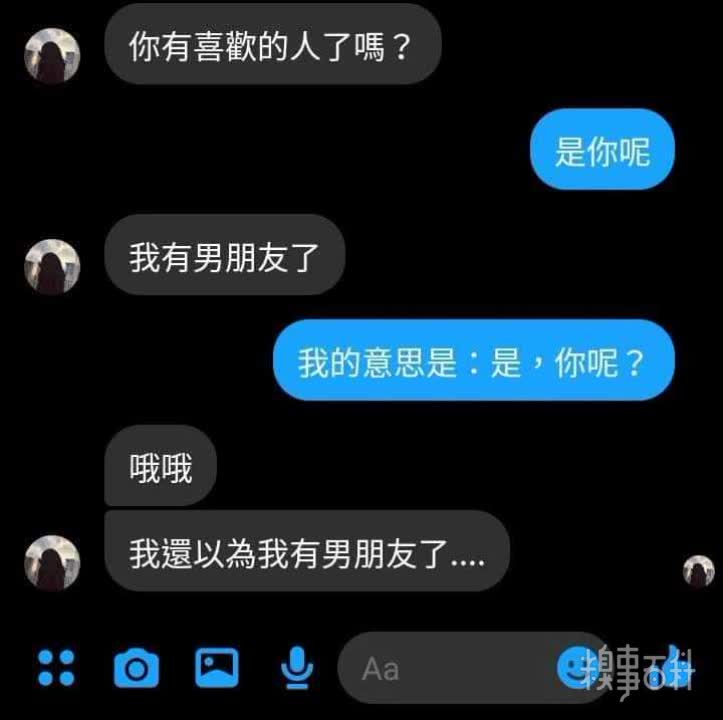 你有喜歡的人了嗎？
是你呢
我有男朋友了
我的意思是：是，你呢？
哦哦
我還以為我有男朋友了....
Aa
糗事百科